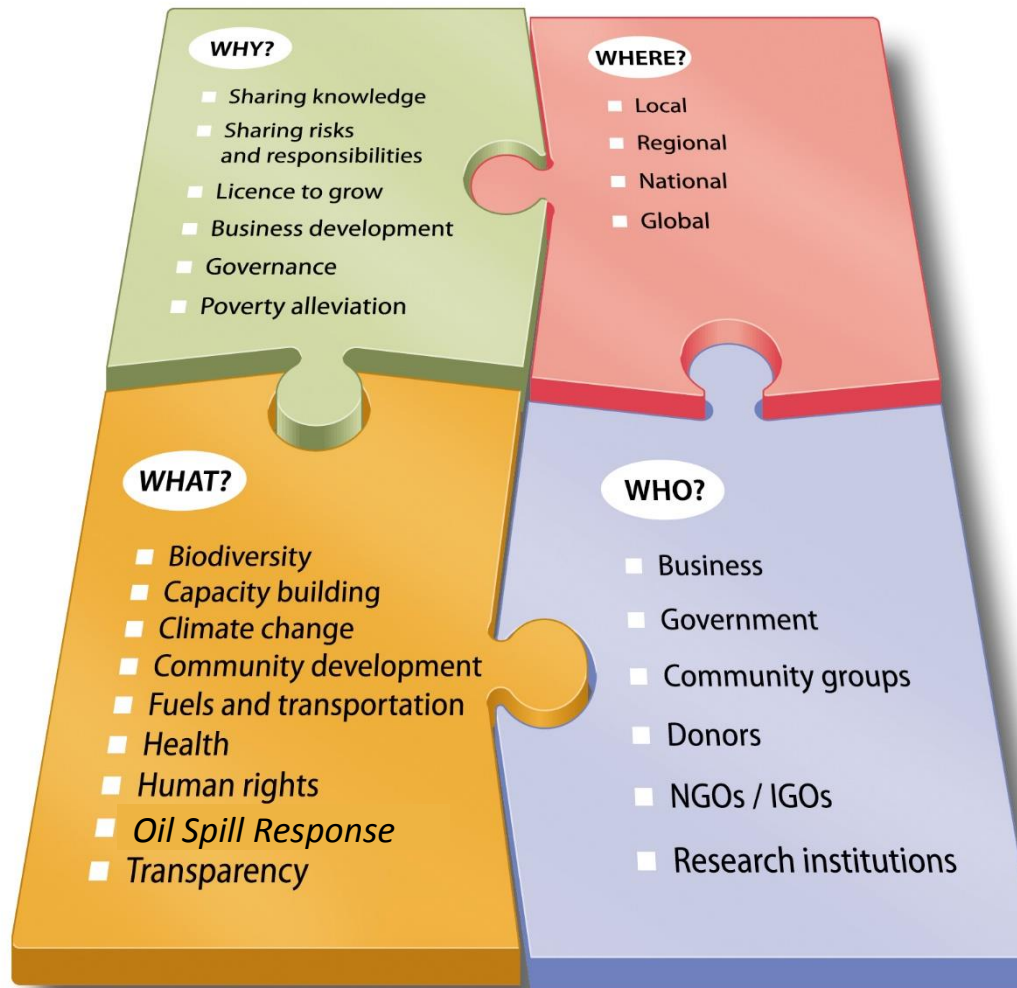 WHY?
Sharing knowledge
Sharing risks
and responsibilities
Licence to grow
Business development
Governance
Poverty alleviation
WHERE?
Local
Regional
National
Global
WHAT?
Biodiversity
Capacity building
Climate change
Community development
Fuels and transportation
Health
Human rights
Oil Spill Response
Transparency
WHO?
Business
Government
Community groups
Donors
NGOs / IGOs
Research institutions